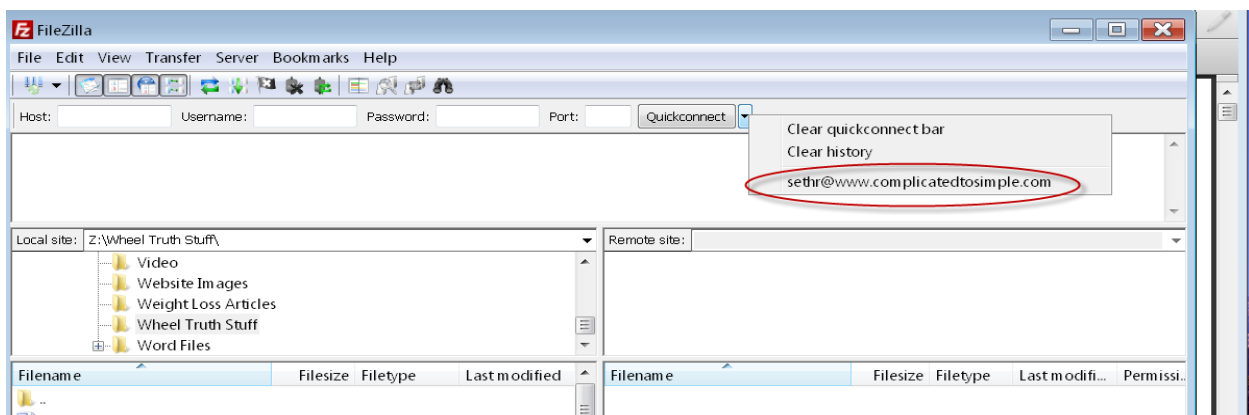 FileZilla
File Edit View Transfer Server Bookmarks Help
Host: Username: Password: Port: Quickconnect
Clear quickconnect bar
Clear history
sethr@www.complicatedtosimple.com
Local site: Z:\Wheel Truth Stuff\ Remote site:
Video
Website Images
Weight Loss Articles
Wheel Truth Stuff
Word Files
Filename Filesize Filetype Last modified Filename Filesize Filetype Last modifi... Permissi..
..